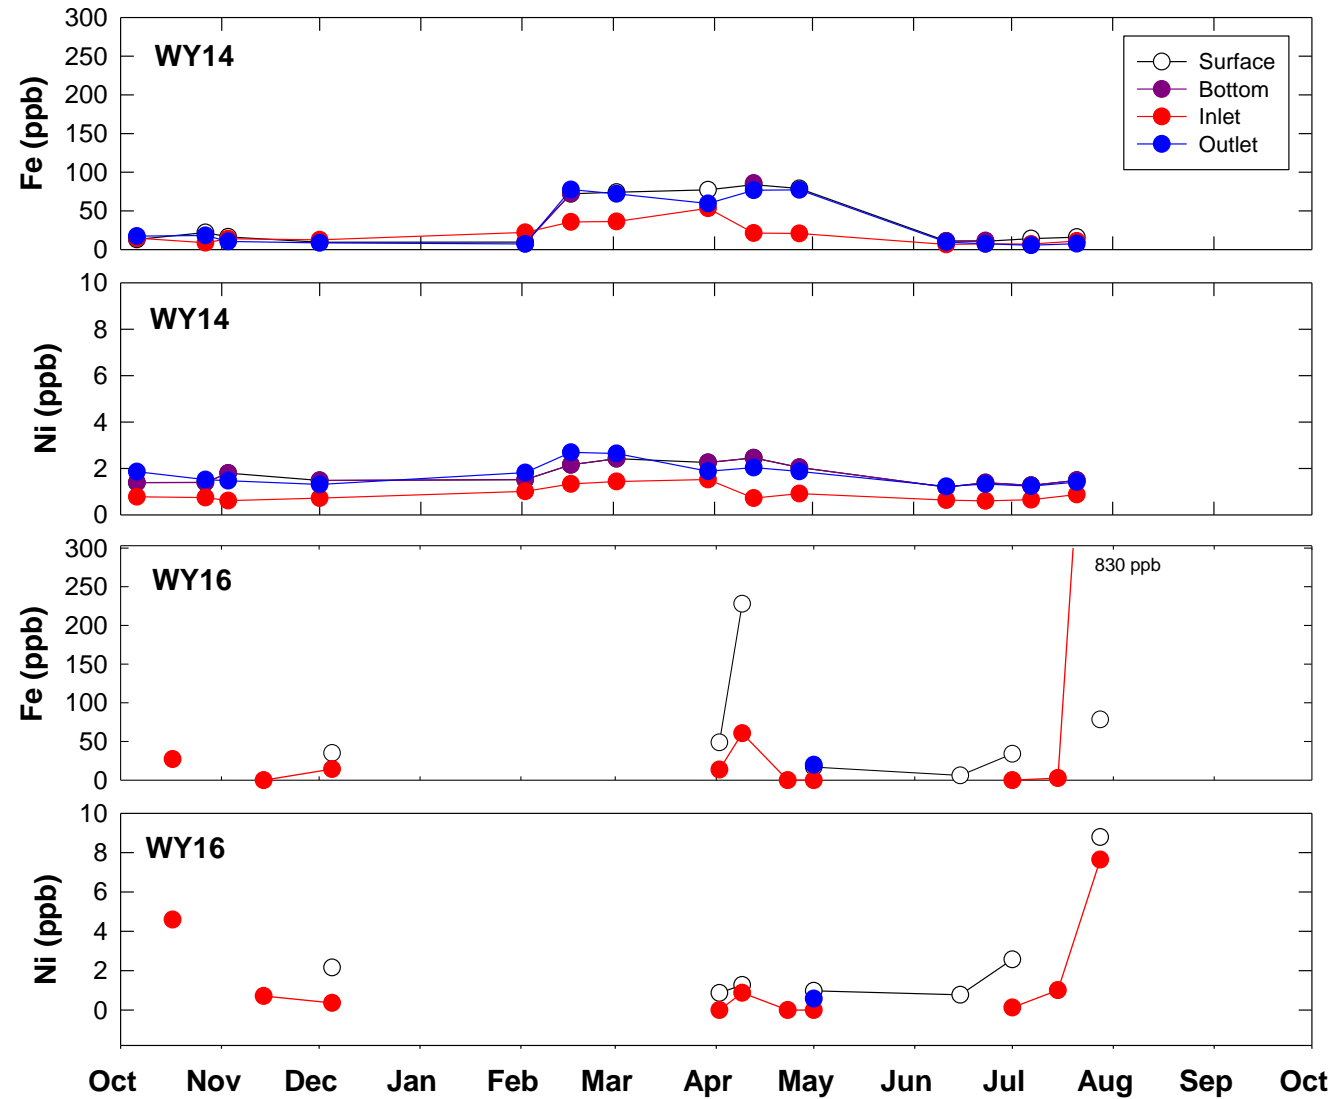 300
250
200
150
100
50
0
Fe (ppb)
WY14
Surface
Bottom
Inlet
Outlet
10
8
6
4
2
0
Ni (ppb)
WY14
300
250
200
150
100
50
0
Fe (ppb)
WY16
830 ppb
10
8
6
4
2
0
Ni (ppb)
WY16
Oct Nov Dec Jan Feb Mar Apr May Jun Jul Aug Sep Oct